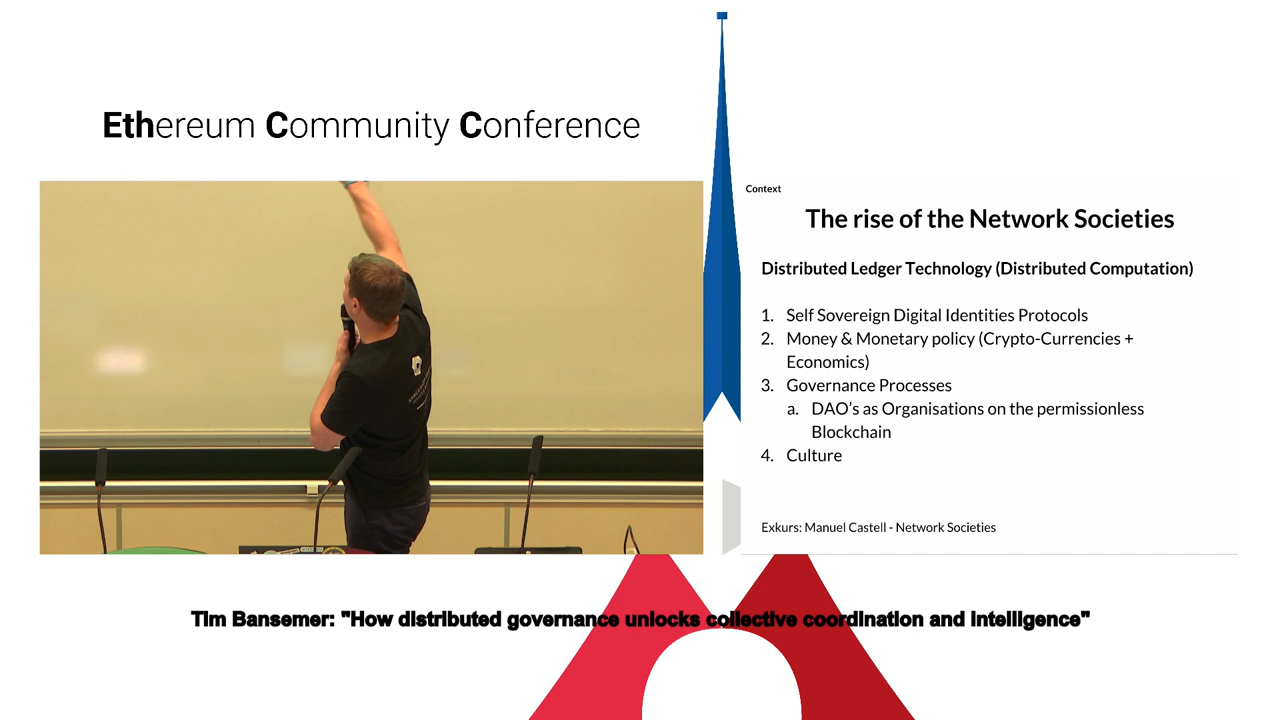 Ethereum Community Conference
Context
The rise of the Network Societies
Distributed Ledger Technology (Distributed Computation)
1. Self Sovereign Digital Identities Protocols
2. Money & Monetary policy (Crypto-Currencies +
Economics)
3. Governance Processes
a. DAO's as Organisations on the permissionless
Blockchain
4. Culture
Exkurs: Manuel Castell - Network Societies
Tim Bansemer: "How distributed governance unlocks collective coordination and intelligence"